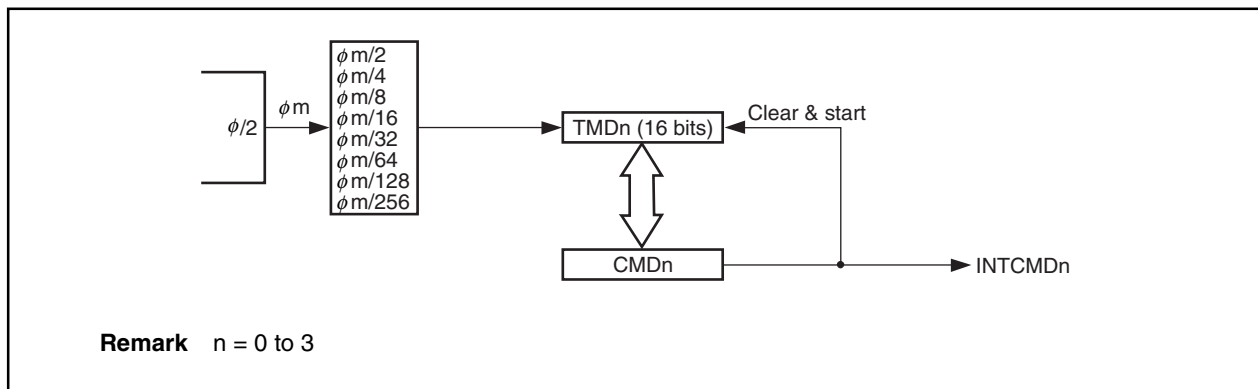 φ/2
φm
φm/2
φm/4
φm/8
φm/16
φm/32
φm/64
φm/128
φm/256
TMDn (16 bits)
Clear & start
CMDn
INTCMDn
Remark n = 0 to 3